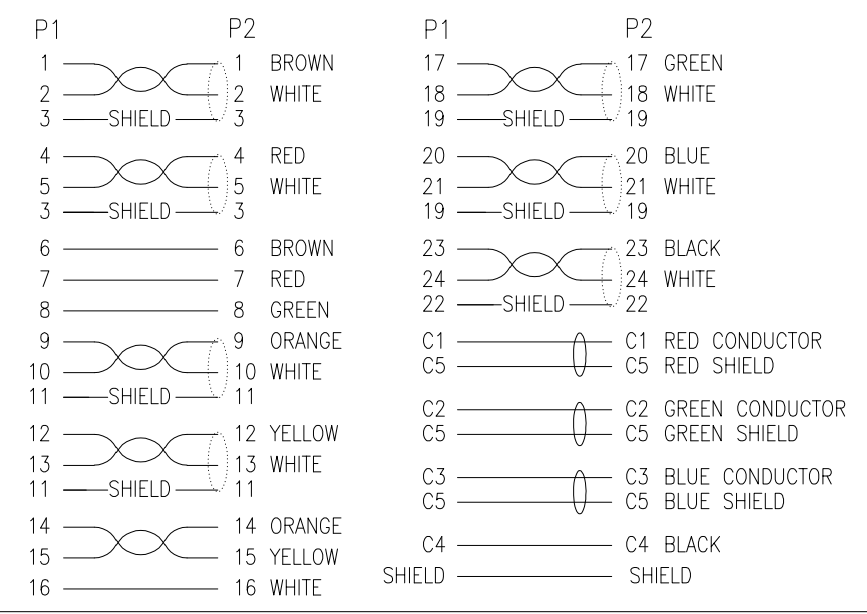 P1 P2
1 1 BROWN
2 2 WHITE
3 SHIELD 3
4 4 RED
5 5 WHITE
3 SHIELD 3
6 6 BROWN
7 7 RED
8 8 GREEN
9 9 ORANGE
10 10 WHITE
11 SHIELD 11
12 12 YELLOW
13 13 WHITE
11 SHIELD 11
14 14 ORANGE
15 15 YELLOW
16 16 WHITE
P1 P2
17 17 GREEN
18 18 WHITE
19 SHIELD 19
20 20 BLUE
21 21 WHITE
19 SHIELD 19
23 23 BLACK
24 24 WHITE
22 SHIELD 22
C1 C1 RED CONDUCTOR
C5 C5 RED SHIELD
C2 C2 GREEN CONDUCTOR
C5 C5 GREEN SHIELD
C3 C3 BLUE CONDUCTOR
C5 C5 BLUE SHIELD
C4 C4 BLACK
SHIELD SHIELD